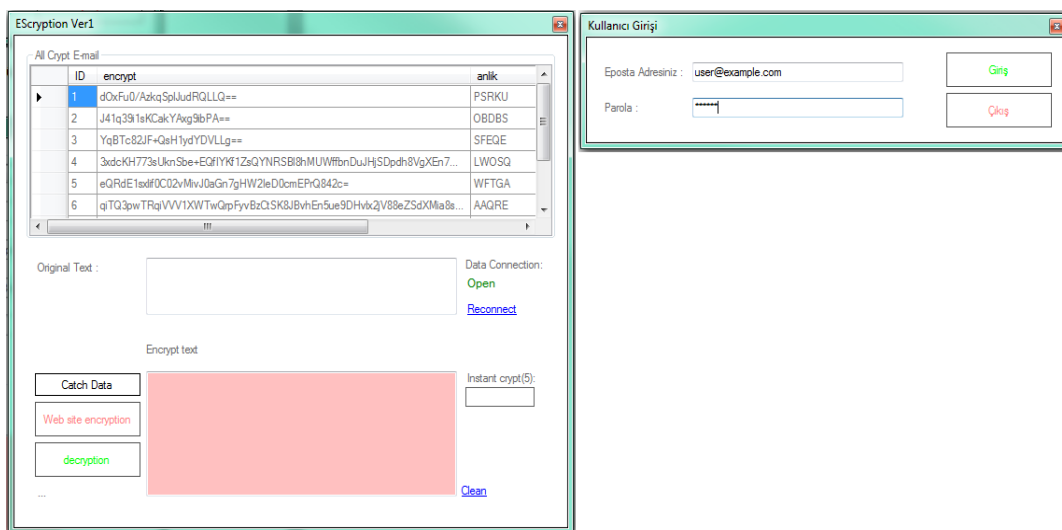 EScryption Ver1
All Crypt E-mail
ID encrypt anlik
1 dOxFu0/AzkqSplJudRQLLQ== PSRKU
2 J41q39i1sKCakYAxg9ibPA== OBDBS
3 YqBTc82JF+QsH1ydYDVLLg== SFEQE
4 3xdcKH773sUknSbe+EQfIYKf1ZsQYNRSBl8hMUWffbnDuJHjSDpdh8VgXEn7... LWOSQ
5 eQRdE1sxlif0C02vMivJ0aGn7gHW2IeD0cmEPrQ842c= WFTGA
6 qiTQ3pwTRqiVVV1XWTwQrpFyvBzCtSK8JBvhEn5ue9DHvlx2jV88eZSdXMia8s... AAQRE
Original Text :
Data Connection:
Open
Reconnect
Encrypt text
Catch Data
Instant crypt(5):
Web site encryption
decryption
...
Clean
Kullanıcı Girişi
Eposta Adresiniz : user@example.com
Giriş
Parola : ******
Çıkış